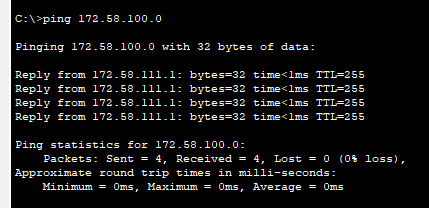 C:\>ping 172.58.100.0
Pinging 172.58.100.0 with 32 bytes of data:
Reply from 172.58.111.1: bytes=32 time<1ms TTL=255
Reply from 172.58.111.1: bytes=32 time<1ms TTL=255
Reply from 172.58.111.1: bytes=32 time<1ms TTL=255
Reply from 172.58.111.1: bytes=32 time<1ms TTL=255
Ping statistics for 172.58.100.0:
Packets: Sent = 4, Received = 4, Lost = 0 (0% loss),
Approximate round trip times in milli-seconds:
Minimum = 0ms, Maximum = 0ms, Average = 0ms